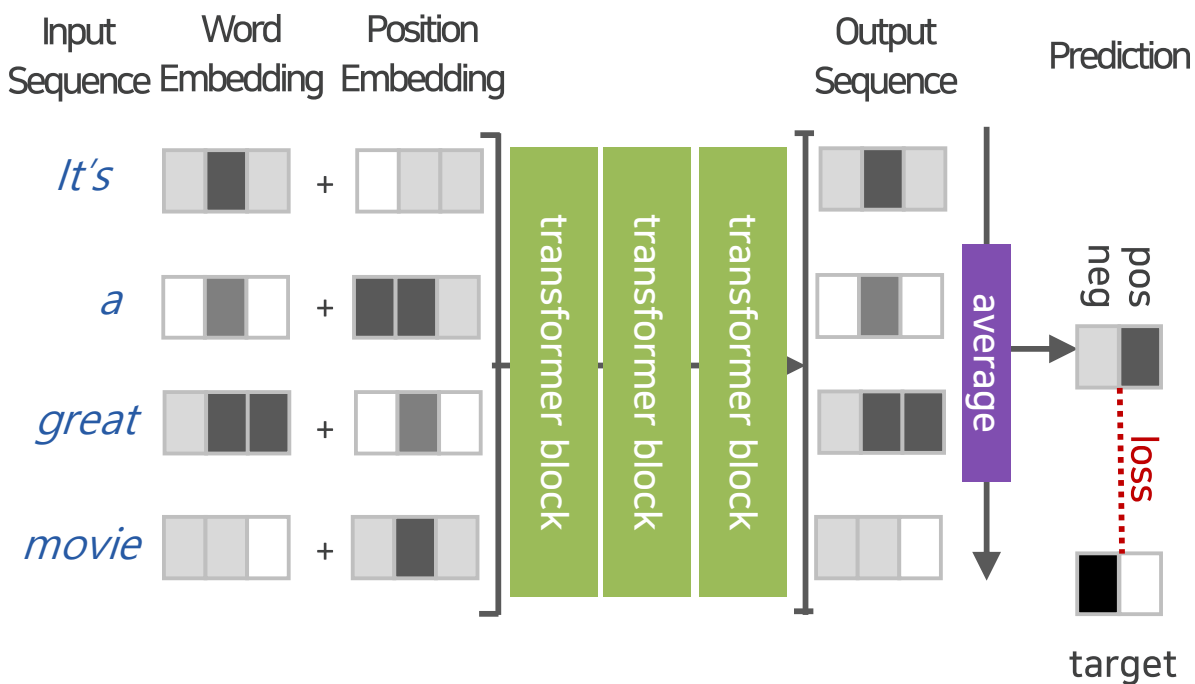 Input
Sequence
Word
Embedding
Position
Embedding
Output
Sequence
Prediction
It's
+
a
+
great
+
movie
+
transformer block
transformer block
transformer block
average
neg
pos
loss
target